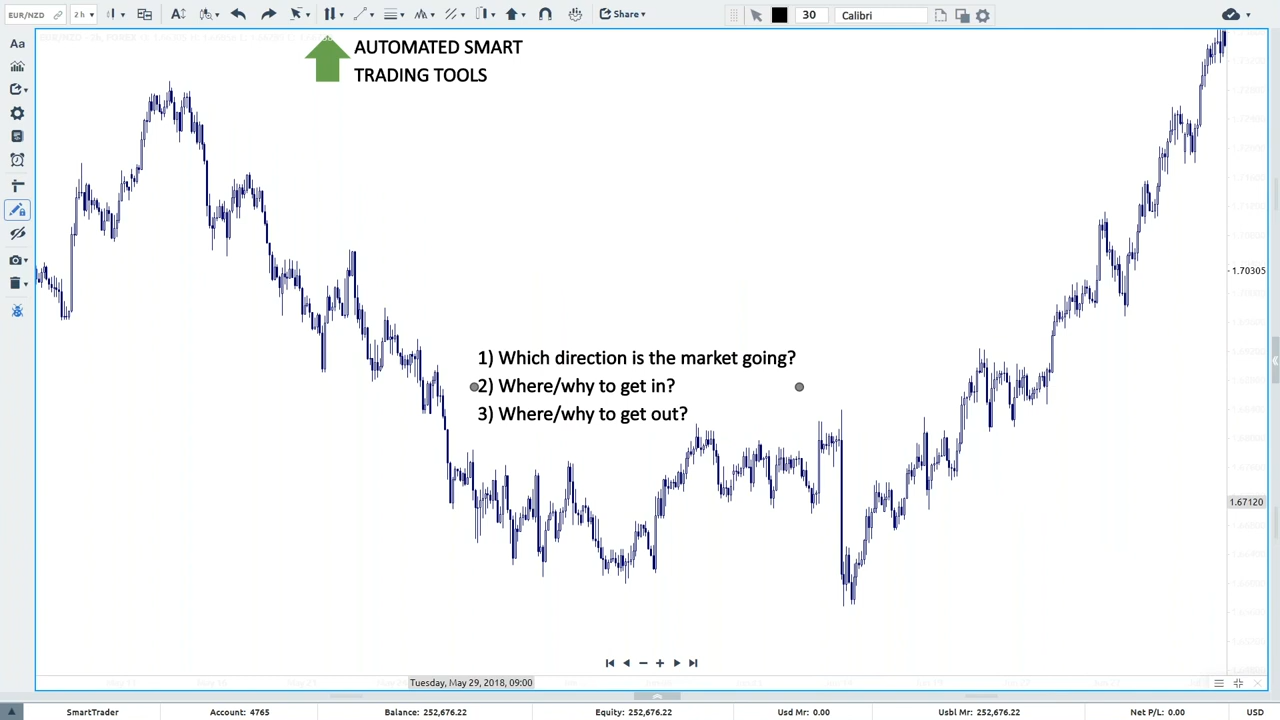 EUR/NZD 2 h Share 30 Calibri
AUTOMATED SMART
TRADING TOOLS
1.70305
1) Which direction is the market going?
2) Where/why to get in?
3) Where/why to get out?
1.67120
Tuesday, May 29, 2018, 09:00
SmartTrader Account: 4765 Balance: 252,676.22 Equity: 252,676.22 Usd Mr: 0.00 Usbl Mr: 252,676.22 Net P/L: 0.00 USD